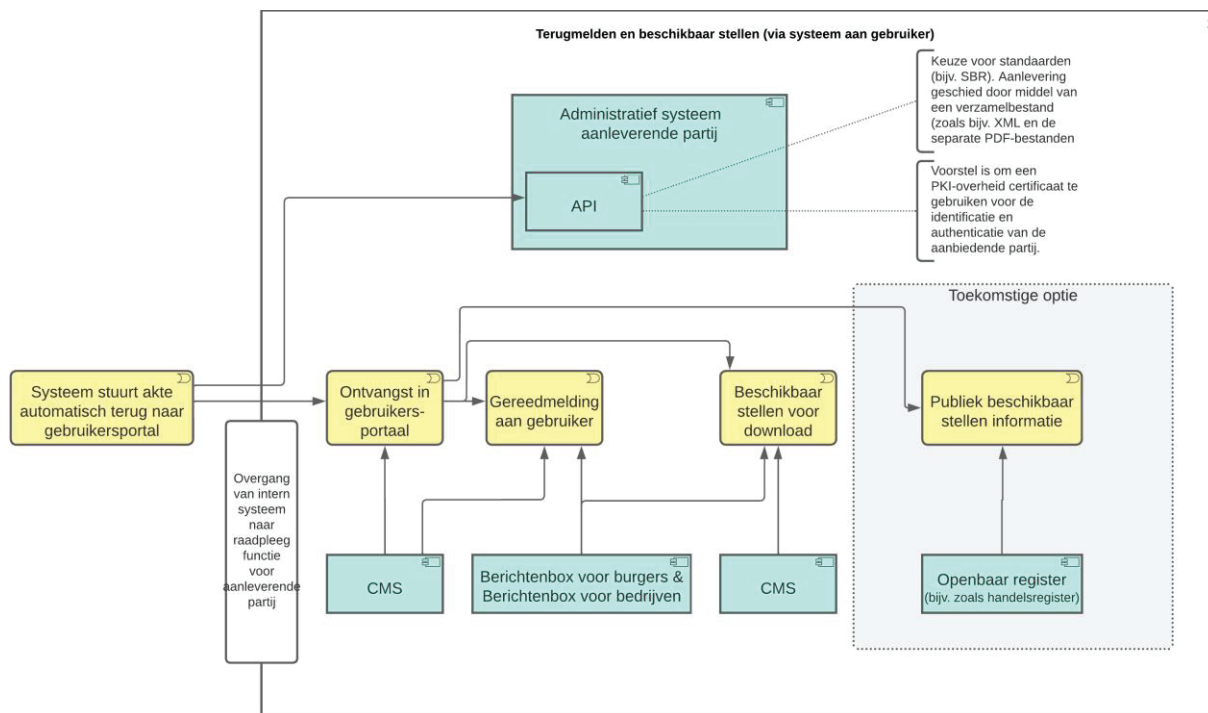 Terugmelden en beschikbaar stellen (via systeem aan gebruiker)
Keuze voor standaarden
(bijv. SBR). Aanlevering
geschied door middel van
een verzamelbestand
(zoals bijv. XML en de
separate PDF-bestanden
Administratief systeem
aanleverende partij
API
Voorstel is om een
PKI-overheid certificaat te
gebruiken voor de
identificatie en
authenticatie van de
aanbiedende partij.
Toekomstige optie
Systeem stuurt akte
automatisch terug naar
gebruikersportal
Ontvangst in
gebruikers-
portaal
Gereedmelding
aan gebruiker
Beschikbaar
stellen voor
download
Publiek beschikbaar
stellen informatie
Overgang
van intern
systeem
naar
raadpleeg
functie
voor
aanleverende
partij
CMS
Berichtenbox voor burgers &
Berichtenbox voor bedrijven
CMS
Openbaar register
(bijv. zoals handelsregister)